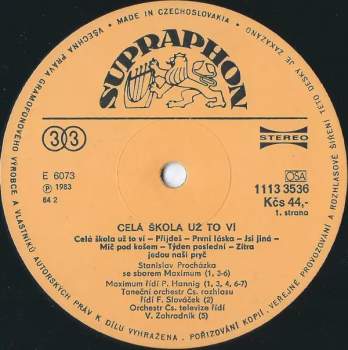 MADE IN CZECHOSLOVAKIA
VŠECHNA PRÁVA GRAMOFONOVÉHO VÝROBCE A VLASTNÍKŮ AUTORSKÝCH PRÁV K DÍLU VYHRAŽENA. POŘIZOVÁNÍ KOPIÍ, VEŘEJNÉ PROVOZOVÁNÍ A ROZHLASOVÉ ŠÍŘENÍ TÉTO DESKY JE ZAKÁZÁNO
SUPRAPHON
33
STEREO
E 6073
OSA
℗ 1983
1113 3536
64 2
Kčs 44,-
1. strana
CELÁ ŠKOLA UŽ TO VÍ
Celá škola už to ví – Přijdeš – První láska – Jsi jiná –
Míč pod košem – Týden poslední – Zítra
jedou naši pryč
Stanislav Procházka
se sborem Maximum (1, 3-6)
Maximum řídí P. Hannig (1, 3, 4, 6-7)
Taneční orchestr Čs. rozhlasu
řídí F. Slováček (2)
Orchestr Čs. televize řídí
V. Zahradník (5)